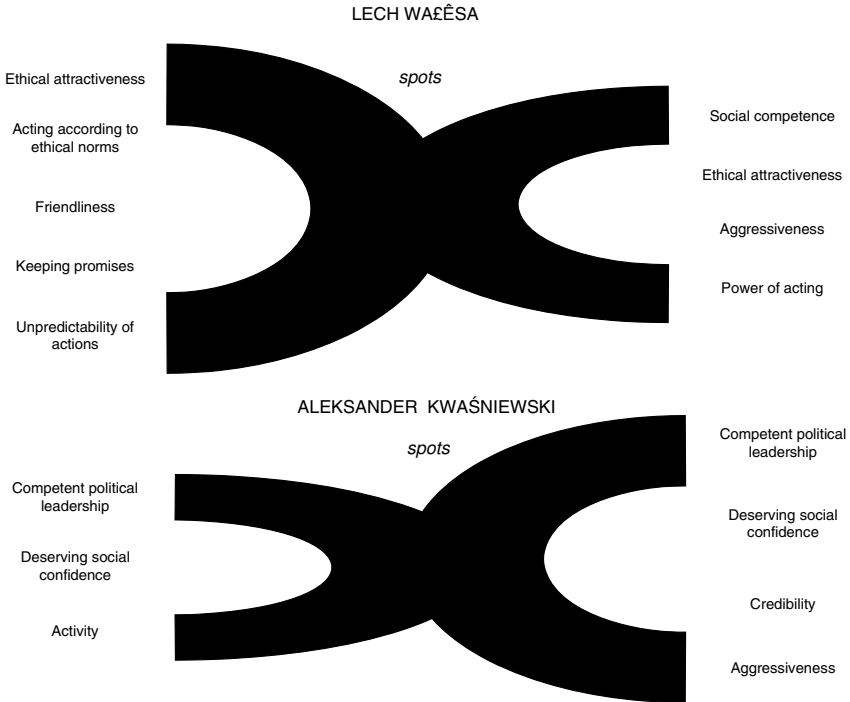 LECH WA£ÊSA
spots
Ethical attractiveness
Acting according to
ethical norms
Friendliness
Keeping promises
Unpredictability of
actions
Social competence
Ethical attractiveness
Aggressiveness
Power of acting
ALEKSANDER KWAŚNIEWSKI
spots
Competent political
leadership
Deserving social
confidence
Activity
Competent political
leadership
Deserving social
confidence
Credibility
Aggressiveness